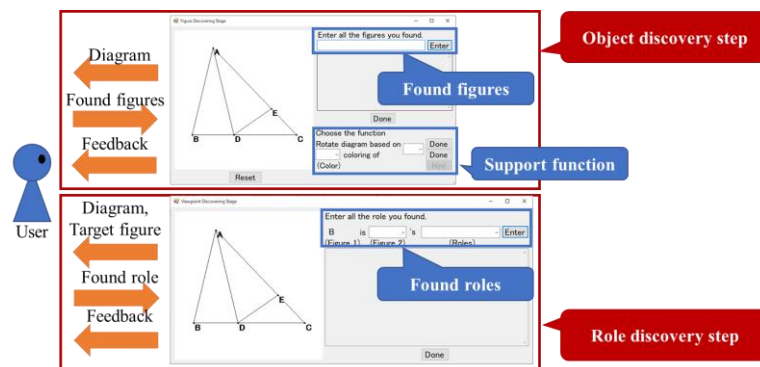 Figure Discovering Stage
Enter all the figures you found.
Enter
Object discovery step
Diagram
Found figures
Feedback
A
B
D
E
C
Found figures
Done
Choose the function
Rotate diagram based on
Done
coloring of
Done
(Color)
Support function
Reset
User
Viewpoint Discovering Stage
Enter all the role you found.
B is 's Enter
(Figure 1) (Figure 2) (Roles)
Diagram,
Target figure
Found role
Feedback
A
B
D
E
C
Found roles
Role discovery step
Done